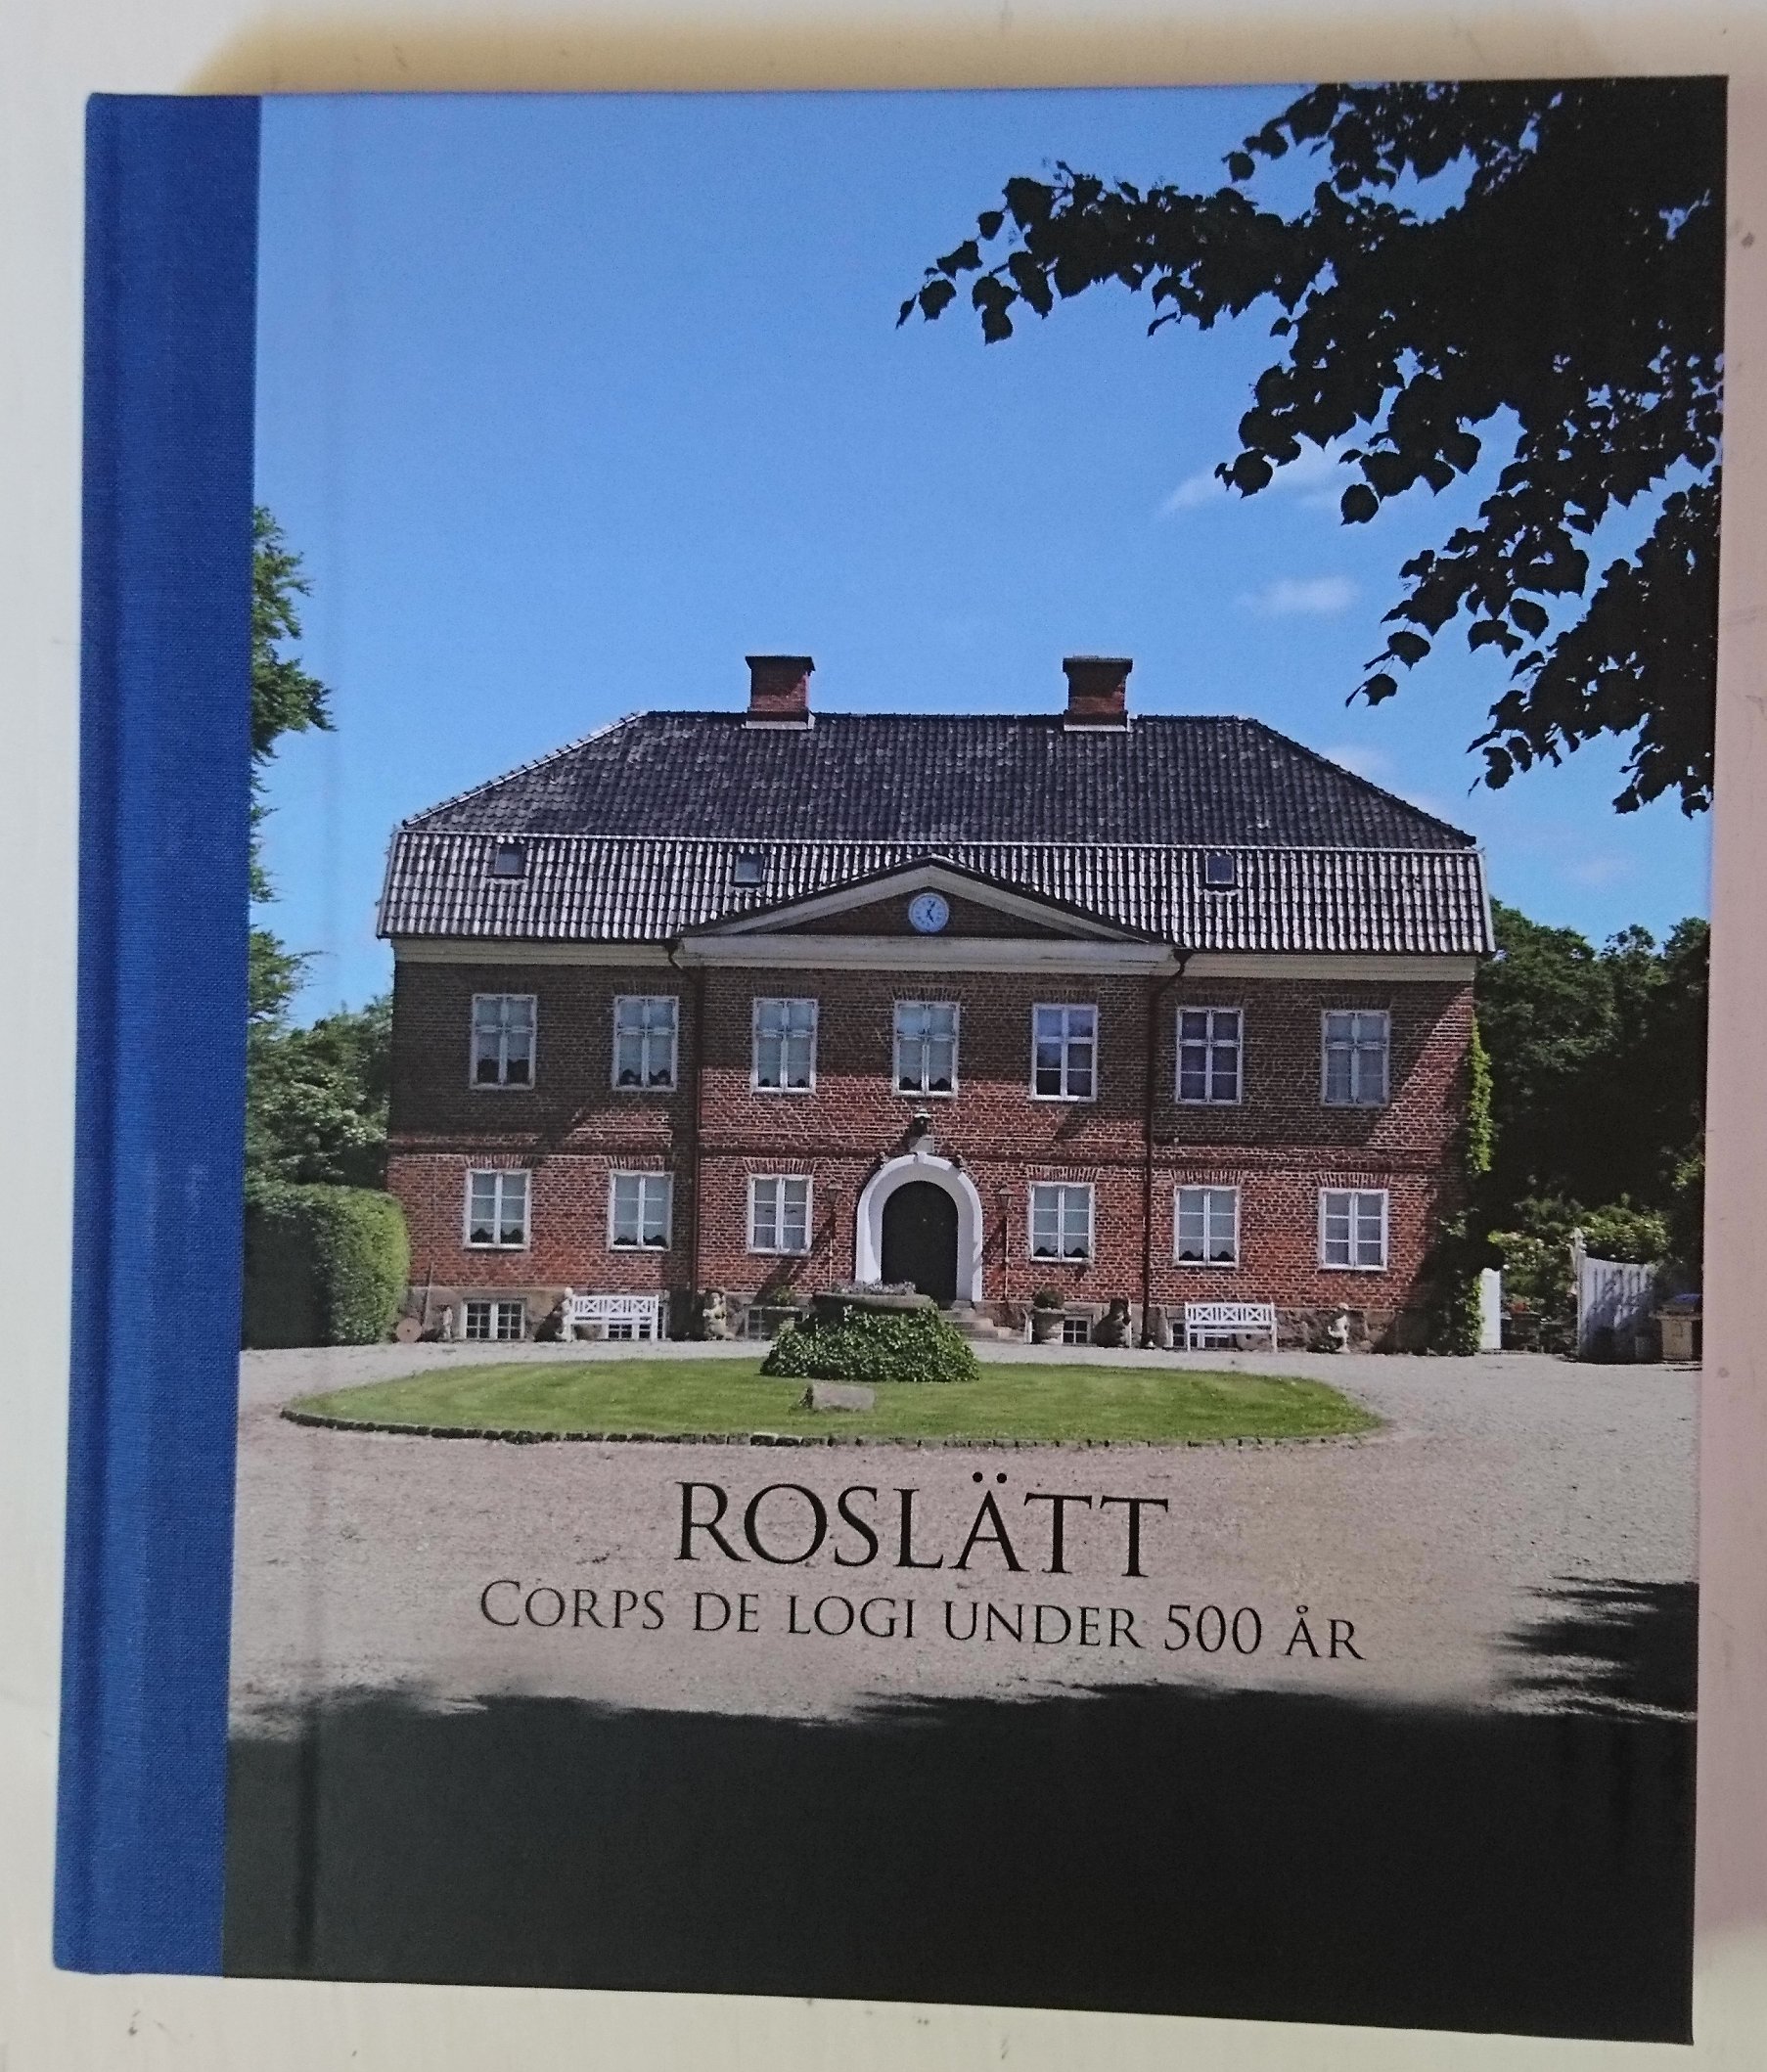 ROSLÄTT
CORPS DE LOGI UNDER 500 ÅR